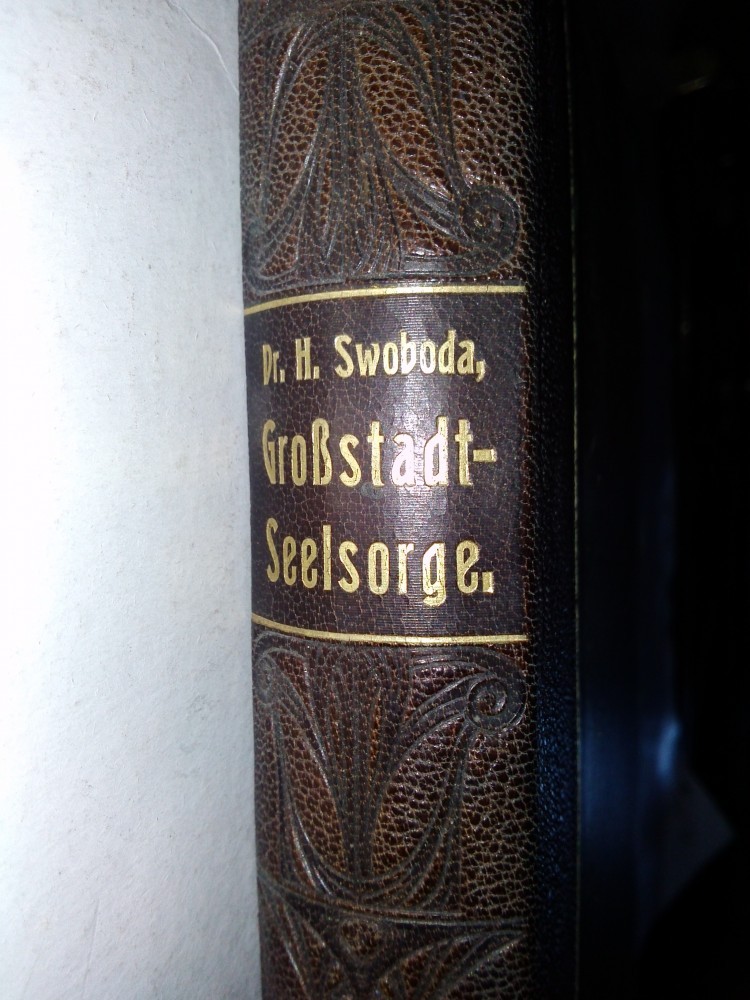 Dr. H. Swoboda,
Großstadt-
Seelsorge.